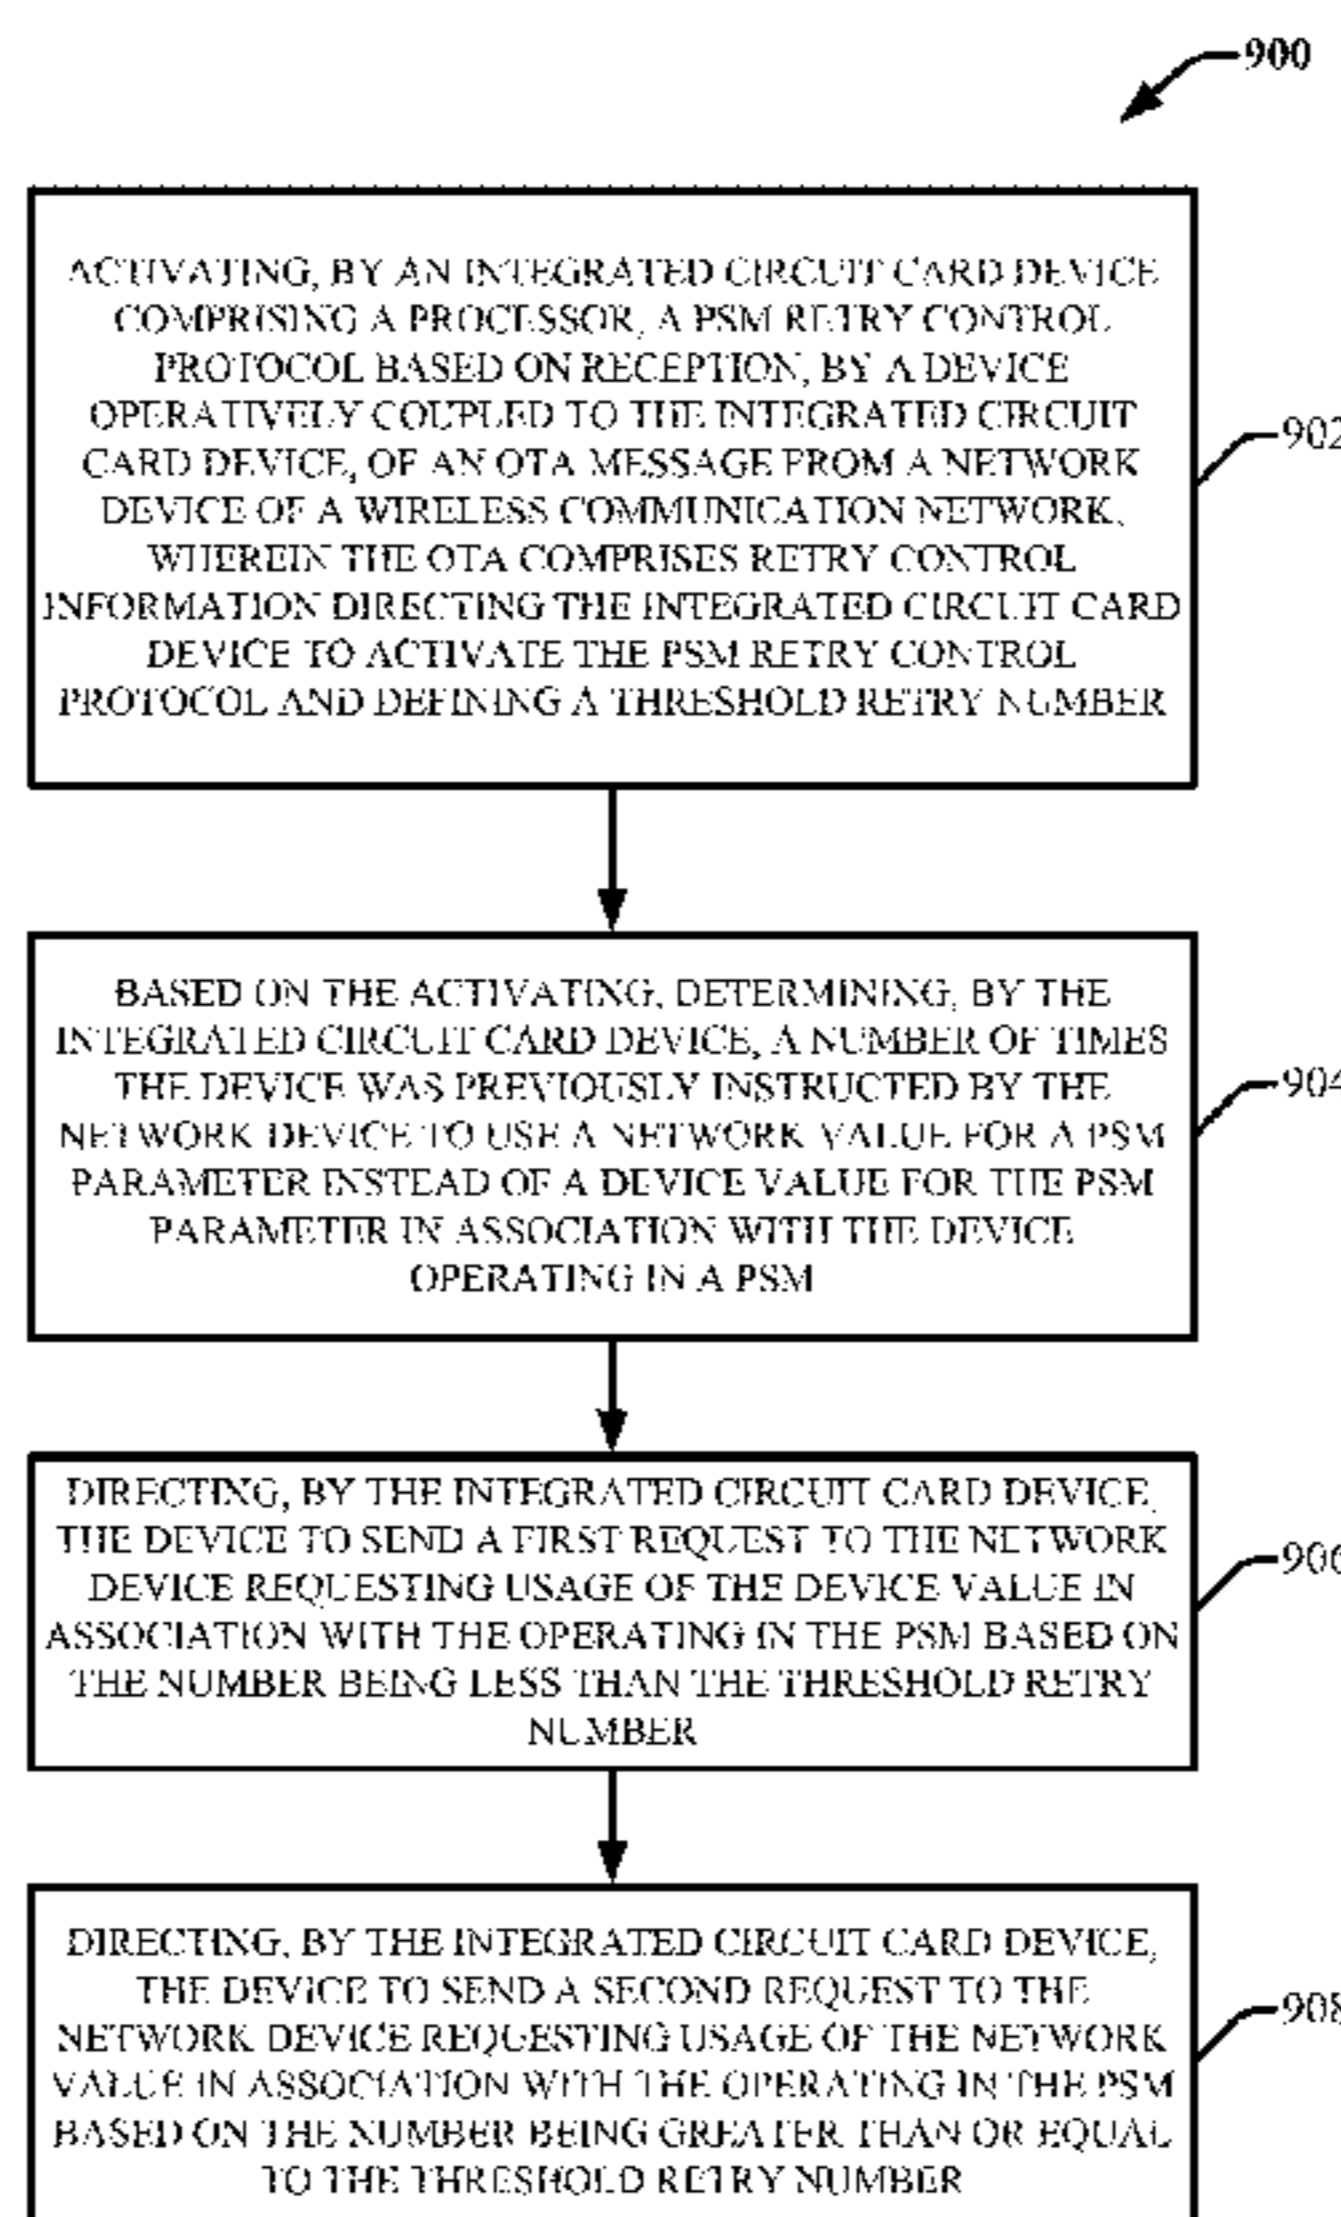 900
ACTIVATING, BY AN INTEGRATED CIRCUIT CARD DEVICE
COMPRISING A PROCESSOR, A PSM RETRY CONTROL
PROTOCOL BASED ON RECEPTION, BY A DEVICE
OPERATIVELY COUPLED TO THE INTEGRATED CIRCUIT
CARD DEVICE, OF AN OTA MESSAGE FROM A NETWORK
DEVICE OF A WIRELESS COMMUNICATION NETWORK,
WHEREIN THE OTA COMPRISES RETRY CONTROL
INFORMATION DIRECTING THE INTEGRATED CIRCUIT CARD
DEVICE TO ACTIVATE THE PSM RETRY CONTROL
PROTOCOL AND DEFINING A THRESHOLD RETRY NUMBER
902
BASED ON THE ACTIVATING, DETERMINING, BY THE
INTEGRATED CIRCUIT CARD DEVICE, A NUMBER OF TIMES
THE DEVICE WAS PREVIOUSLY INSTRUCTED BY THE
NETWORK DEVICE TO USE A NETWORK VALUE FOR A PSM
PARAMETER INSTEAD OF A DEVICE VALUE FOR THE PSM
PARAMETER IN ASSOCIATION WITH THE DEVICE
OPERATING IN A PSM
904
DIRECTING, BY THE INTEGRATED CIRCUIT CARD DEVICE,
THE DEVICE TO SEND A FIRST REQUEST TO THE NETWORK
DEVICE REQUESTING USAGE OF THE DEVICE VALUE IN
ASSOCIATION WITH THE OPERATING IN THE PSM BASED ON
THE NUMBER BEING LESS THAN THE THRESHOLD RETRY
NUMBER
906
DIRECTING, BY THE INTEGRATED CIRCUIT CARD DEVICE,
THE DEVICE TO SEND A SECOND REQUEST TO THE
NETWORK DEVICE REQUESTING USAGE OF THE NETWORK
VALUE IN ASSOCIATION WITH THE OPERATING IN THE PSM
BASED ON THE NUMBER BEING GREATER THAN OR EQUAL
TO THE THRESHOLD RETRY NUMBER
908